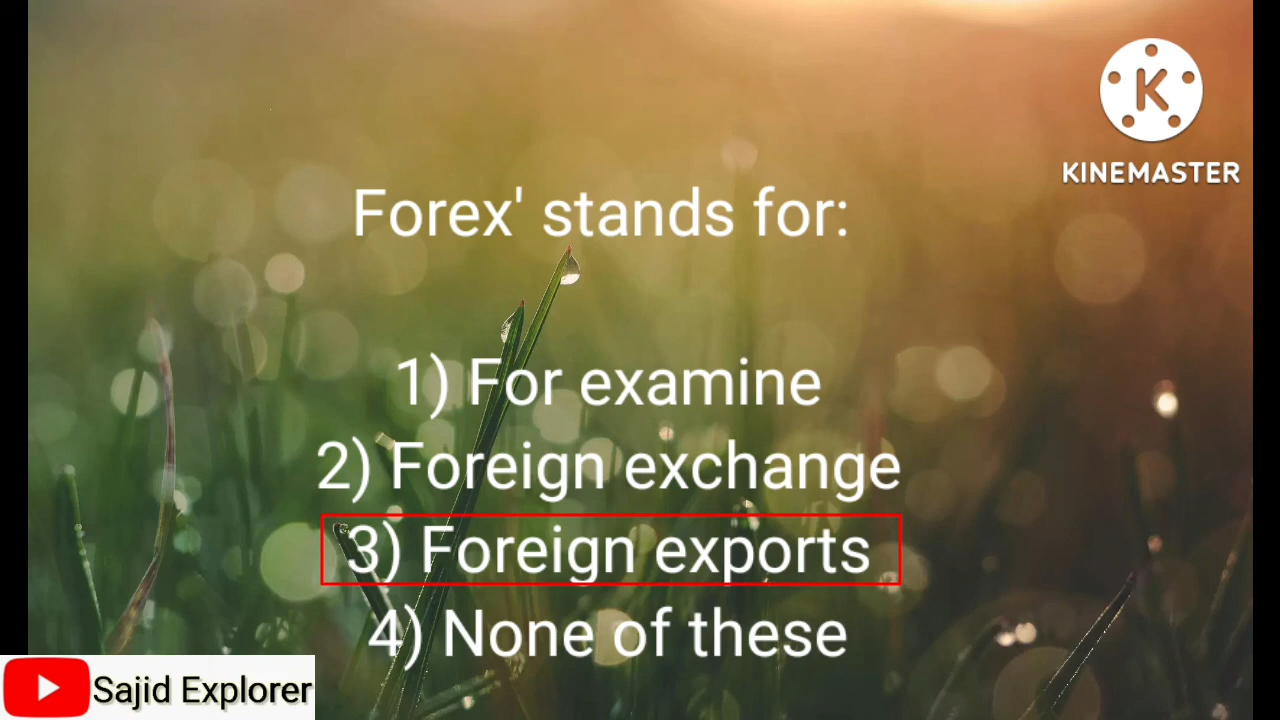 KINEMASTER
Forex' stands for:
1) For examine
2) Foreign exchange
3) Foreign exports
4) None of these
Sajid Explorer